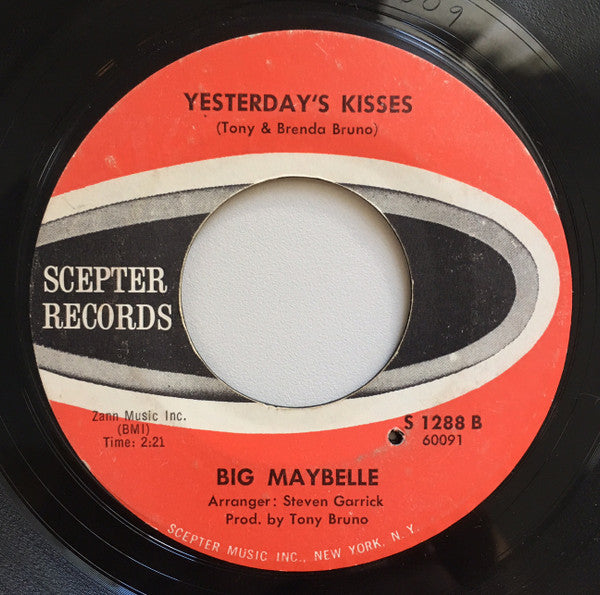 YESTERDAY'S KISSES
(Tony & Brenda Bruno)
SCEPTER
RECORDS
Zann Music Inc.
(BMI)
Time: 2:21
S 1288 B
60091
BIG MAYBELLE
Arranger: Steven Garrick
Prod. by Tony Bruno
SCEPTER MUSIC INC., NEW YORK, N. Y.